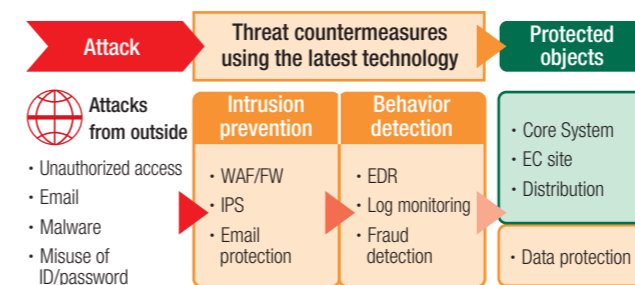 Attack
Threat countermeasures
using the latest technology
Protected
objects
Attacks
from outside
・Unauthorized access
・Email
・Malware
・Misuse of
ID/password
Intrusion
prevention
・WAF/FW
・IPS
・Email
protection
Behavior
detection
・EDR
・Log monitoring
・Fraud
detection
・Core System
・EC site
・Distribution
・Data protection